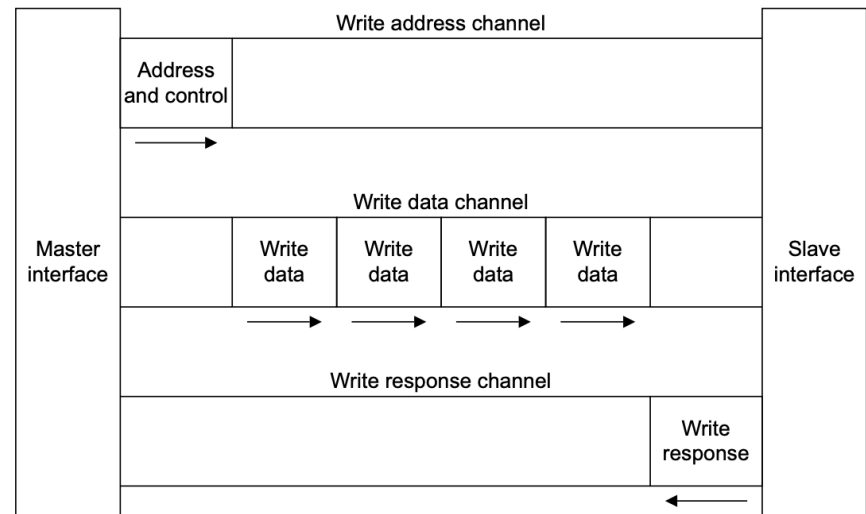 Write address channel
Address
and control
Write data channel
Master
interface
Write
data
Write
data
Write
data
Write
data
Slave
interface
Write response channel
Write
response